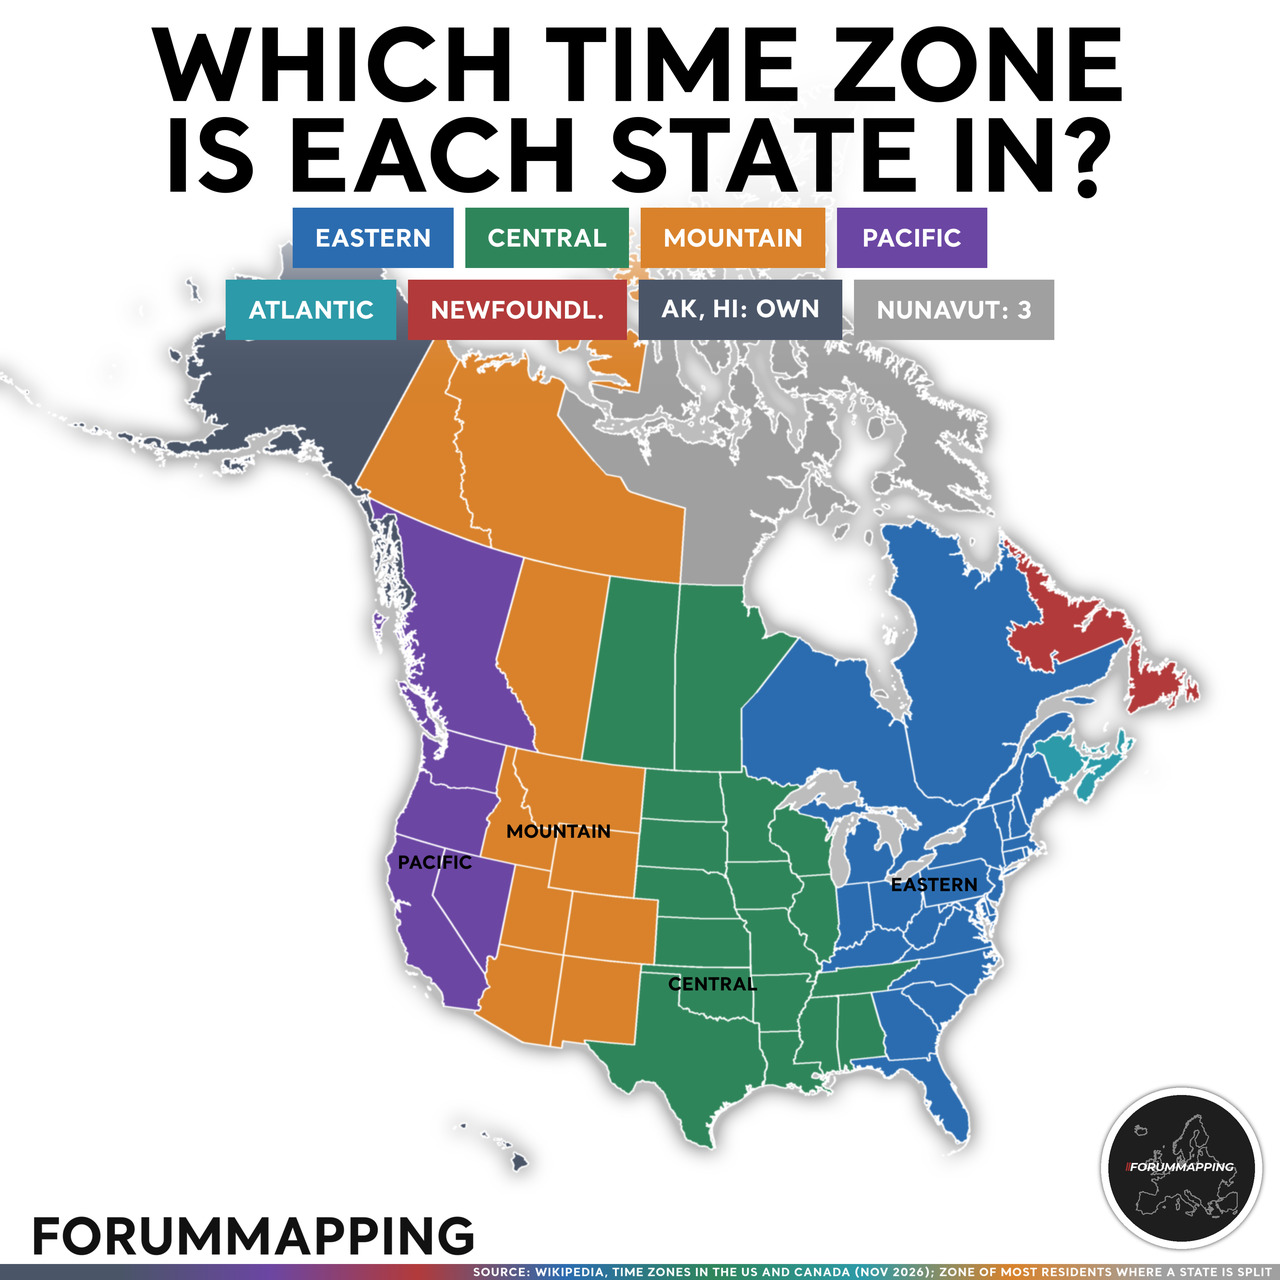 WHICH TIME ZONE
IS EACH STATE IN?
EASTERN
CENTRAL
MOUNTAIN
PACIFIC
ATLANTIC
NEWFOUNDL.
AK, HI: OWN
NUNAVUT: 3
MOUNTAIN
PACIFIC
EASTERN
CENTRAL
//FORUMMAPPING
FORUMMAPPING
SOURCE: WIKIPEDIA, TIME ZONES IN THE US AND CANADA (NOV 2026); ZONE OF MOST RESIDENTS WHERE A STATE IS SPLIT